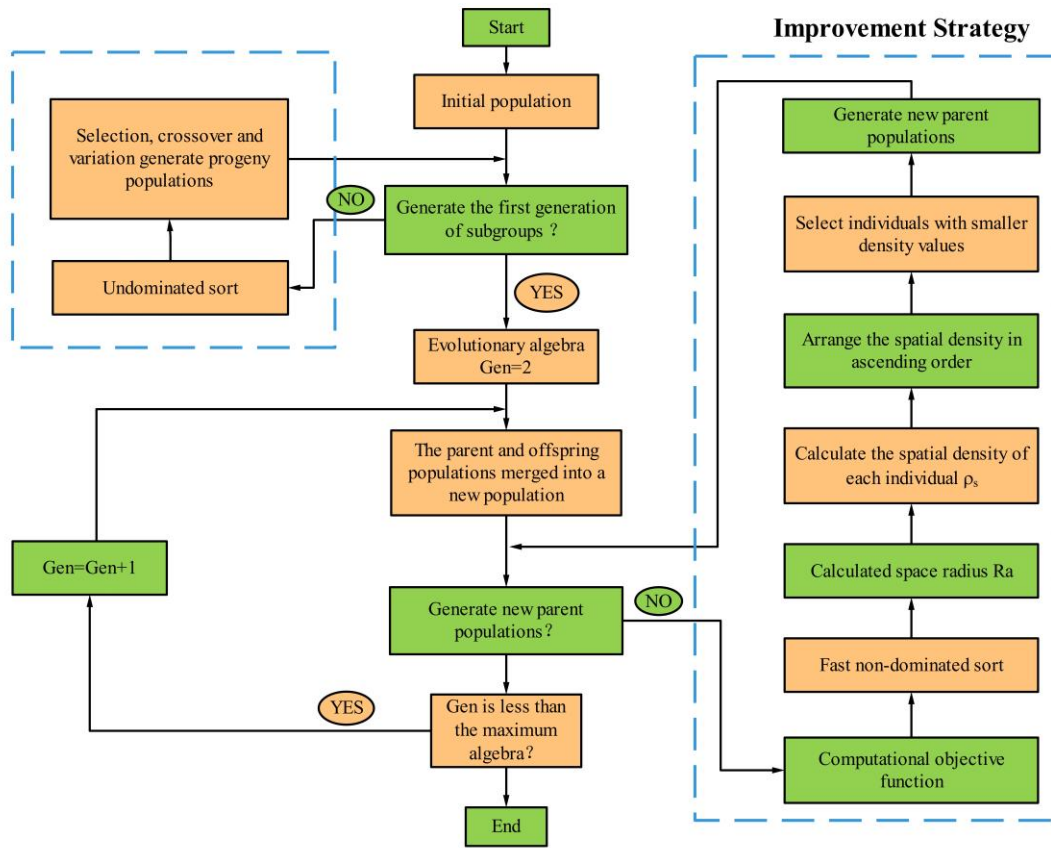 Start
Improvement Strategy
Initial population
Selection, crossover and
variation generate progeny
populations
Undominated sort
NO
Generate the first generation
of subgroups ?
YES
Evolutionary algebra
Gen=2
The parent and offspring
populations merged into a
new population
Gen=Gen+1
Generate new parent
populations?
NO
YES
Gen is less than
the maximum
algebra?
End
Generate new parent
populations
Select individuals with smaller
density values
Arrange the spatial density in
ascending order
Calculate the spatial density of
each individual ρs
Calculated space radius Ra
Fast non-dominated sort
Computational objective
function